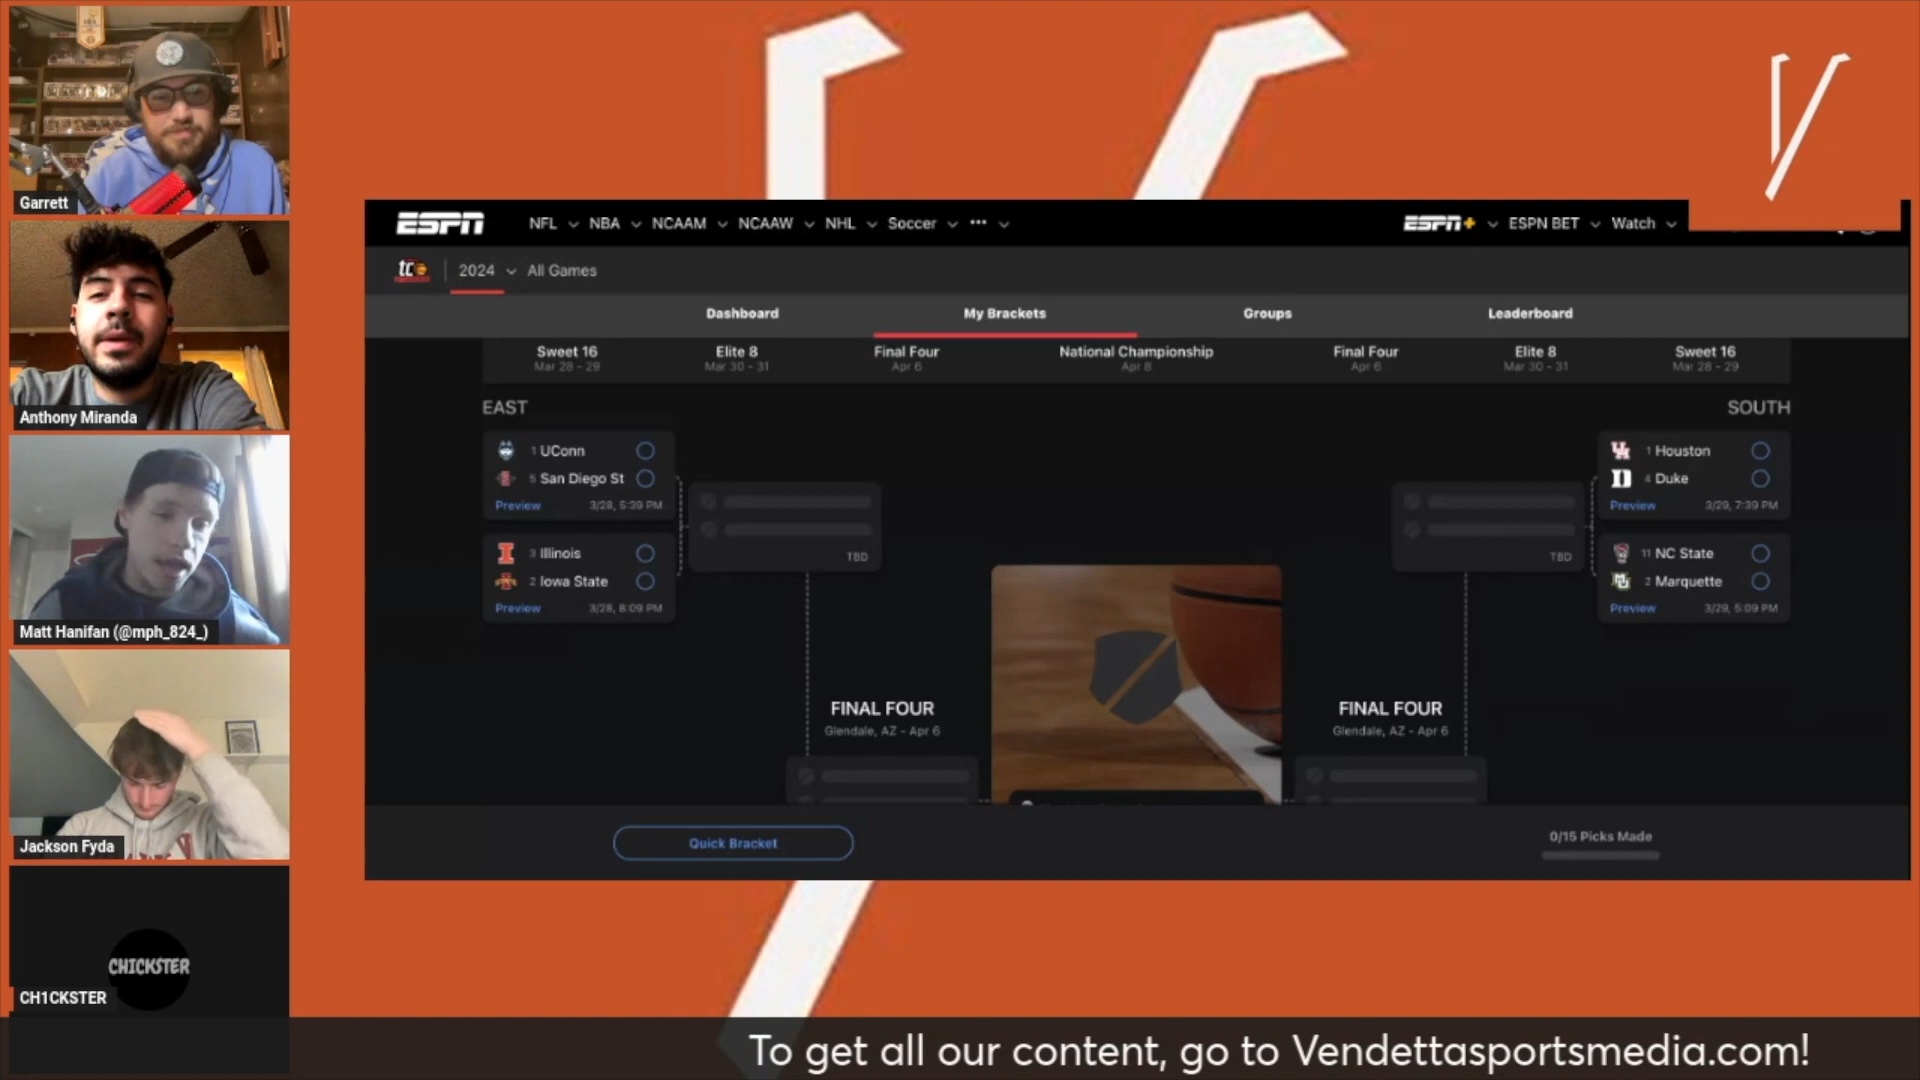 Garrett
Anthony Miranda
Matt Hanifan (@mph_824_)
Jackson Fyda
CHICKSTER
CH1CKSTER
ESPN NFL NBA NCAAM NCAAW NHL Soccer ••• ESPN+ ESPN BET Watch
tc 2024 All Games
Dashboard My Brackets Groups Leaderboard
Sweet 16 Elite 8 Final Four National Championship Final Four Elite 8 Sweet 16
Mar 28 - 29 Mar 30 - 31 Apr 6 Apr 8 Apr 6 Mar 30 - 31 Mar 28 - 29
EAST
1 UConn
5 San Diego St
Preview 3/28, 5:39 PM
3 Illinois
2 Iowa State
Preview 3/28, 8:09 PM
TBD
SOUTH
1 Houston
4 Duke
Preview 3/29, 7:39 PM
11 NC State
2 Marquette
Preview 3/29, 5:09 PM
TBD
FINAL FOUR
Glendale, AZ - Apr 6
FINAL FOUR
Glendale, AZ - Apr 6
Quick Bracket
0/15 Picks Made
To get all our content, go to Vendettasportsmedia.com!